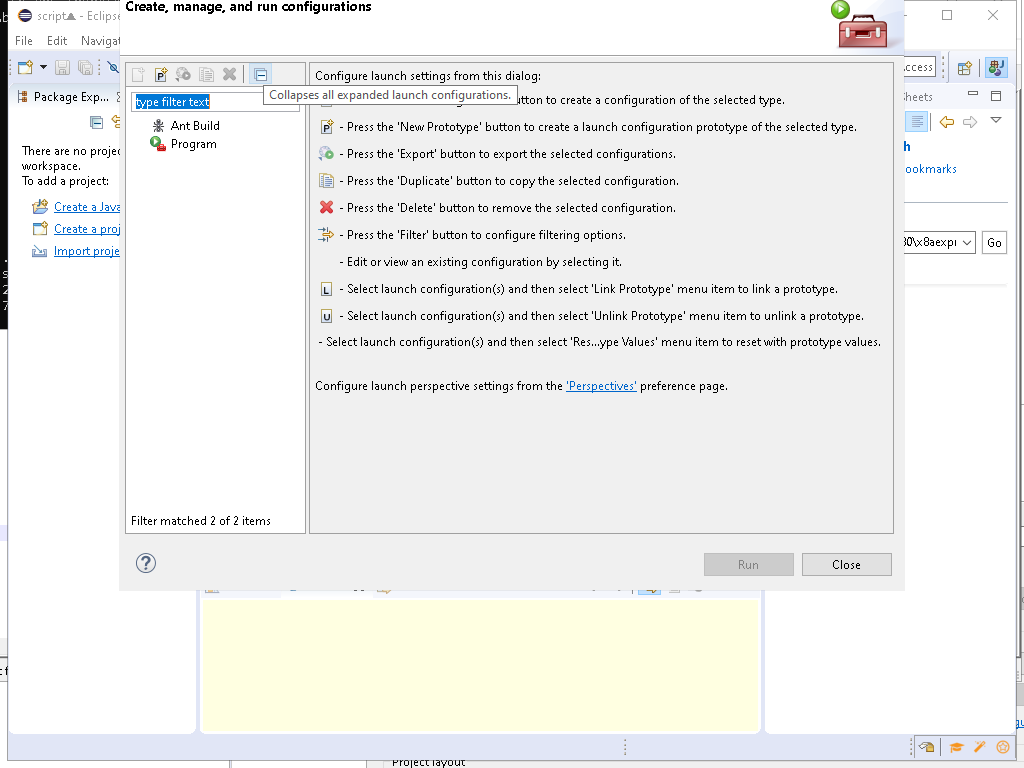 Create, manage, and run configurations
File Edit Navigat
Package Exp...
There are no projec
workspace.
To add a project:
Create a Java
Create a proj
Import proje
type filter text
Ant Build
Program
Filter matched 2 of 2 items
Configure launch settings from this dialog:
Collapses all expanded launch configurations.
utton to create a configuration of the selected type.
- Press the 'New Prototype' button to create a launch configuration prototype of the selected type.
- Press the 'Export' button to export the selected configurations.
- Press the 'Duplicate' button to copy the selected configuration.
- Press the 'Delete' button to remove the selected configuration.
- Press the 'Filter' button to configure filtering options.
- Edit or view an existing configuration by selecting it.
L - Select launch configuration(s) and then select 'Link Prototype' menu item to link a prototype.
U - Select launch configuration(s) and then select 'Unlink Prototype' menu item to unlink a prototype.
- Select launch configuration(s) and then select 'Res...ype Values' menu item to reset with prototype values.
Configure launch perspective settings from the 'Perspectives' preference page.
Run
Close
ccess
heets
ookmarks
Go
Project layout